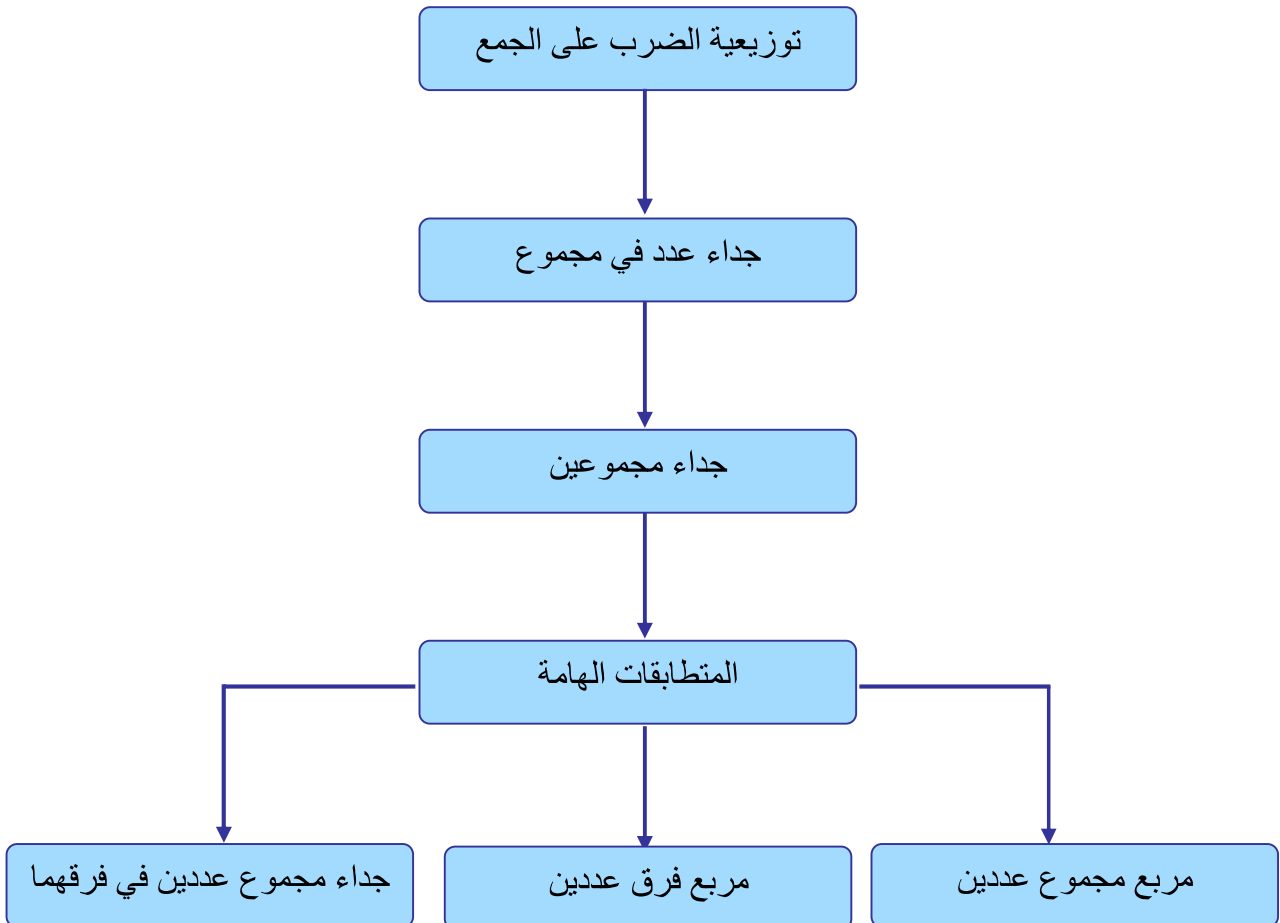 توزيعية الضرب على الجمع
جداء عدد في مجموع
جداء مجموعين
المتطابقات الهامة
مربع مجموع عددين
مربع فرق عددين
جداء مجموع عددين في فرقهما